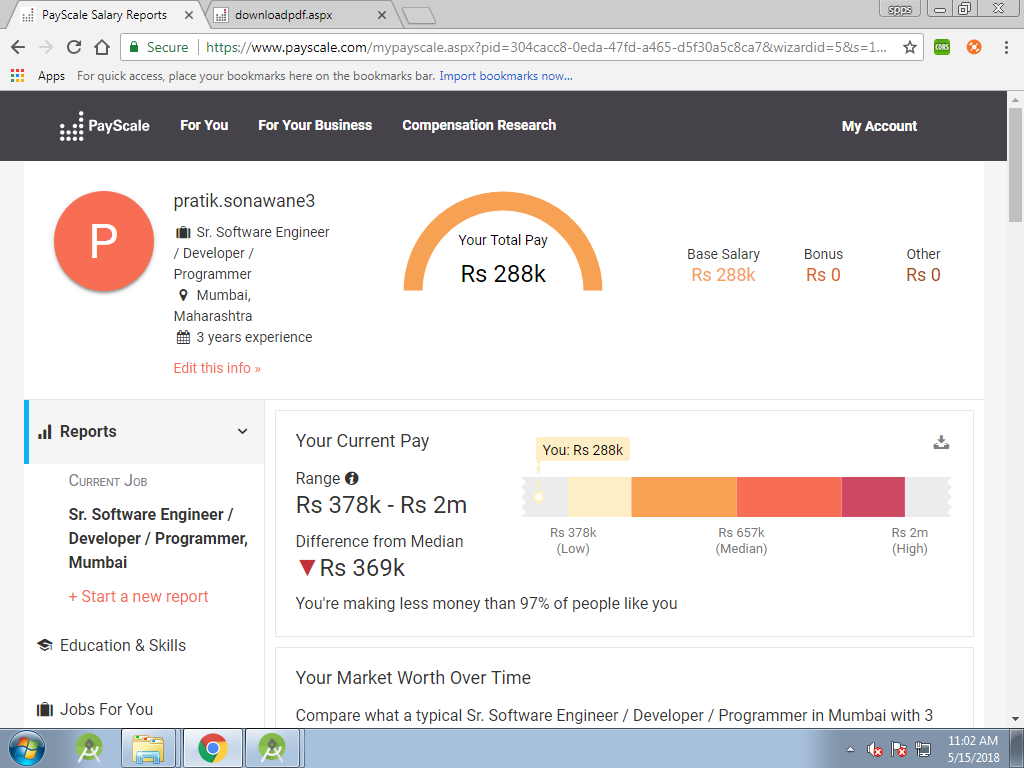 PayScale Salary Reports
downloadpdf.aspx
spps
Secure
https://www.payscale.com/mypayscale.aspx?pid=304cacc8-0eda-47fd-a465-d5f30a5c8ca7&wizardid=5&s=1...
CORS
Apps
For quick access, place your bookmarks here on the bookmarks bar. Import bookmarks now...
PayScale
For You
For Your Business
Compensation Research
My Account
P
pratik.sonawane3
Sr. Software Engineer
/ Developer /
Programmer
Mumbai,
Maharashtra
3 years experience
Edit this info »
Your Total Pay
Rs 288k
Base Salary
Rs 288k
Bonus
Rs 0
Other
Rs 0
Reports
Current Job
Sr. Software Engineer /
Developer / Programmer,
Mumbai
+ Start a new report
Education & Skills
Jobs For You
Your Current Pay
Range
Rs 378k - Rs 2m
Difference from Median
Rs 369k
You're making less money than 97% of people like you
You: Rs 288k
Rs 378k
(Low)
Rs 657k
(Median)
Rs 2m
(High)
Your Market Worth Over Time
Compare what a typical Sr. Software Engineer / Developer / Programmer in Mumbai with 3
11:02 AM
5/15/2018